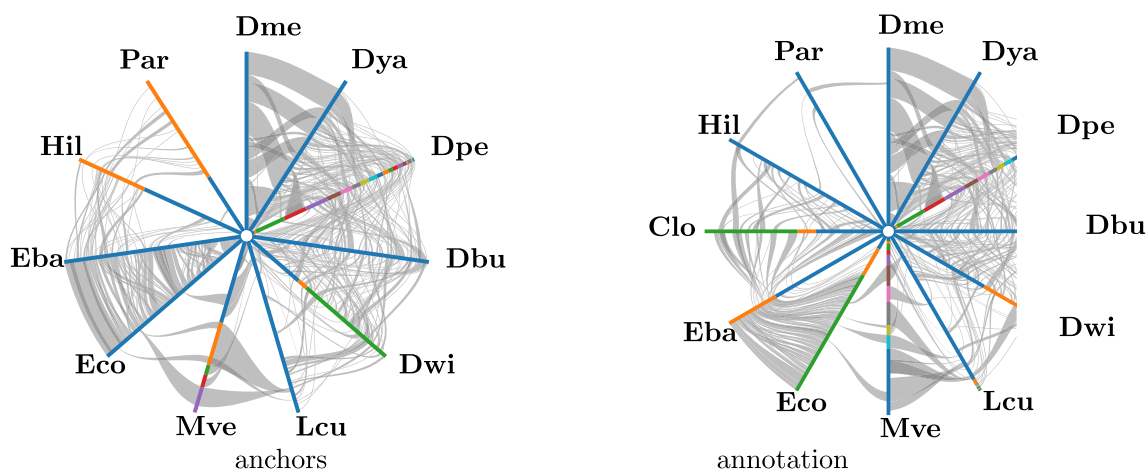 Dme
Par
Dya
Hil
Dpe
Eba
Dbu
Eco
Dwi
Mve
Lcu
anchors
Dme
Par
Dya
Hil
Dpe
Clo
Dbu
Eba
Dwi
Eco
Lcu
Mve
annotation